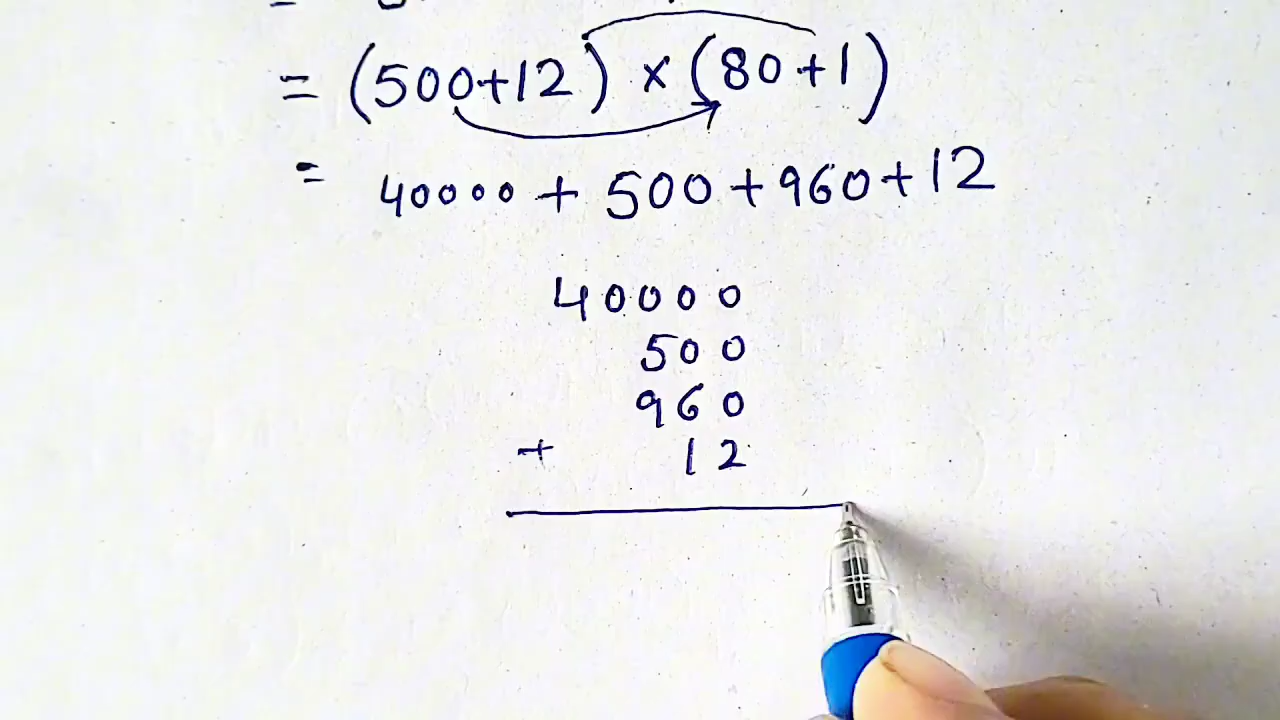 = (500+12) × (80+1)
= 40000 + 500 + 960 + 12
40000
500
960
+ 12